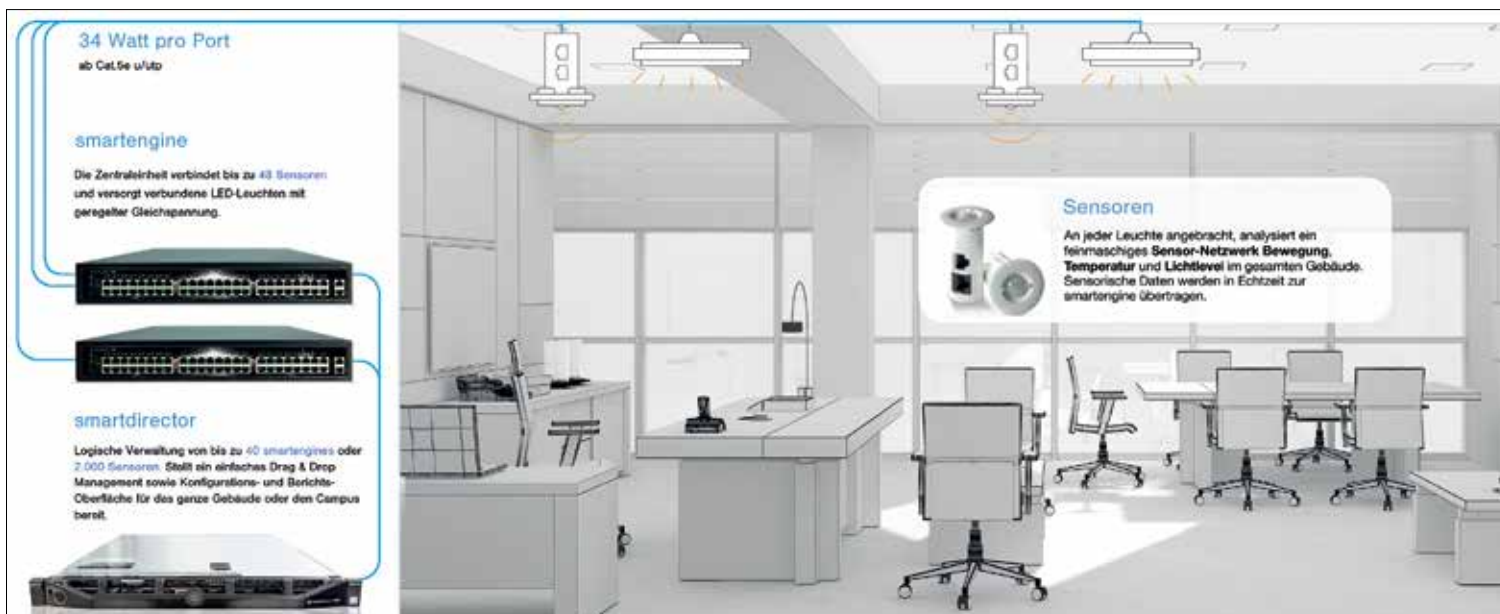 34 Watt pro Port
ab Cat.5e u/utp
smartengine
Die Zentraleinheit verbindet bis zu 48 Sensoren
und versorgt verbundene LED-Leuchten mit
geregelter Gleichspannung.
smartdirector
Logische Verwaltung von bis zu 40 smartengines oder
2.000 Sensoren. Stellt ein einfaches Drag & Drop
Management sowie Konfigurations- und Berichts-
Oberfläche für das ganze Gebäude oder den Campus
bereit.
Sensoren
An jeder Leuchte angebracht, analysiert ein
feinmaschiges Sensor-Netzwerk Bewegung,
Temperatur und Lichtlevel im gesamten Gebäude.
Sensorische Daten werden in Echtzeit zur
smartengine übertragen.